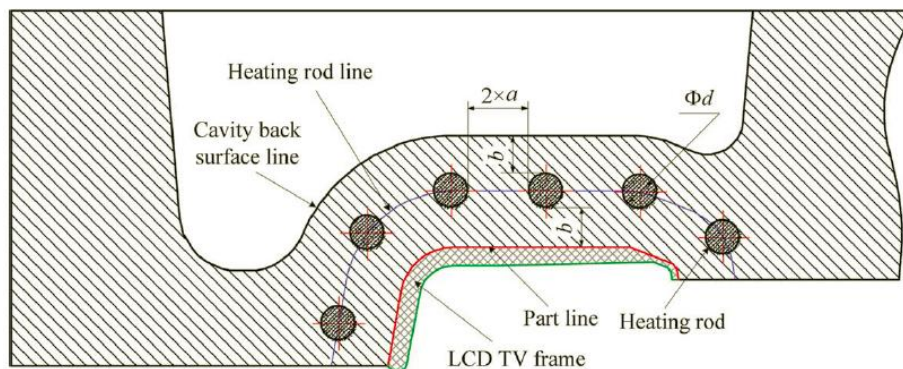 Heating rod line
2×a
Φd
Cavity back
surface line
b
b
Part line
Heating rod
LCD TV frame